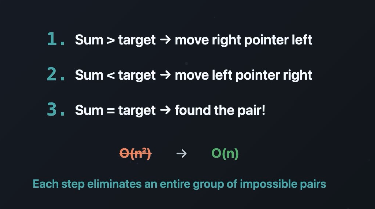 1. Sum > target → move right pointer left
2. Sum < target → move left pointer right
3. Sum = target → found the pair!
O(n²) → O(n)
Each step eliminates an entire group of impossible pairs